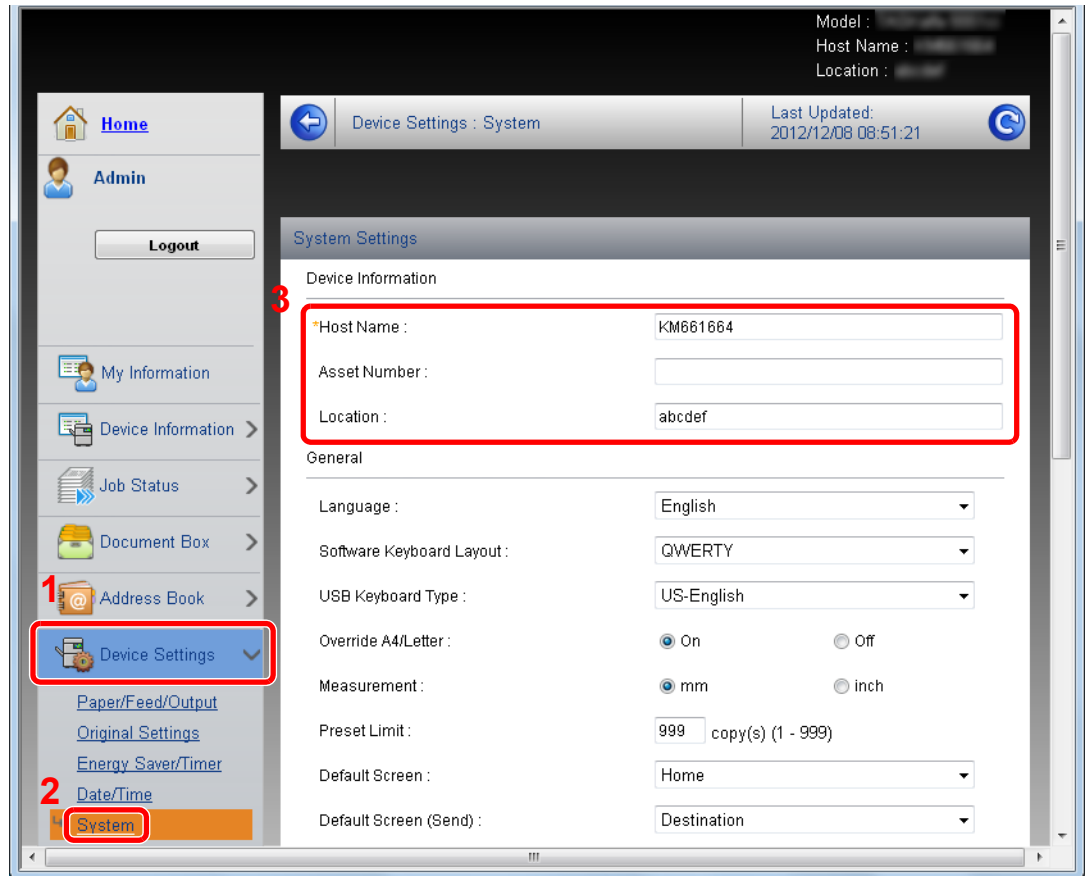 Model :
Host Name :
Location :
Home
Device Settings : System
Last Updated:
2012/12/08 08:51:21
Admin
Logout
System Settings
Device Information
3
*Host Name : KM661664
Asset Number :
Location : abcdef
My Information
Device Information
Job Status
Document Box
1
Address Book
Device Settings
Paper/Feed/Output
Original Settings
Energy Saver/Timer
Date/Time
2
System
General
Language : English
Software Keyboard Layout : QWERTY
USB Keyboard Type : US-English
Override A4/Letter : On Off
Measurement : mm inch
Preset Limit : 999 copy(s) (1 - 999)
Default Screen : Home
Default Screen (Send) : Destination